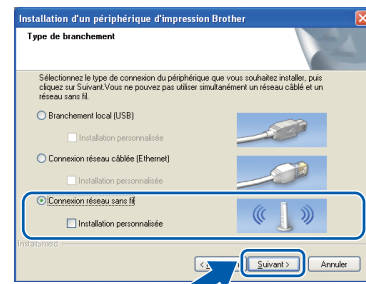 Installation d'un périphérique d'impression Brother
Type de branchement
Sélectionnez le type de connexion du périphérique que vous souhaitez installer, puis
cliquez sur Suivant.Vous ne pouvez pas utiliser simultanément un réseau câblé et un
réseau sans fil.
Branchement local (USB)
Installation personnalisée
Connexion réseau câblée (Ethernet)
Installation personnalisée
Connexion réseau sans fil
Installation personnalisée
InstallShield
Suivant >
Annuler